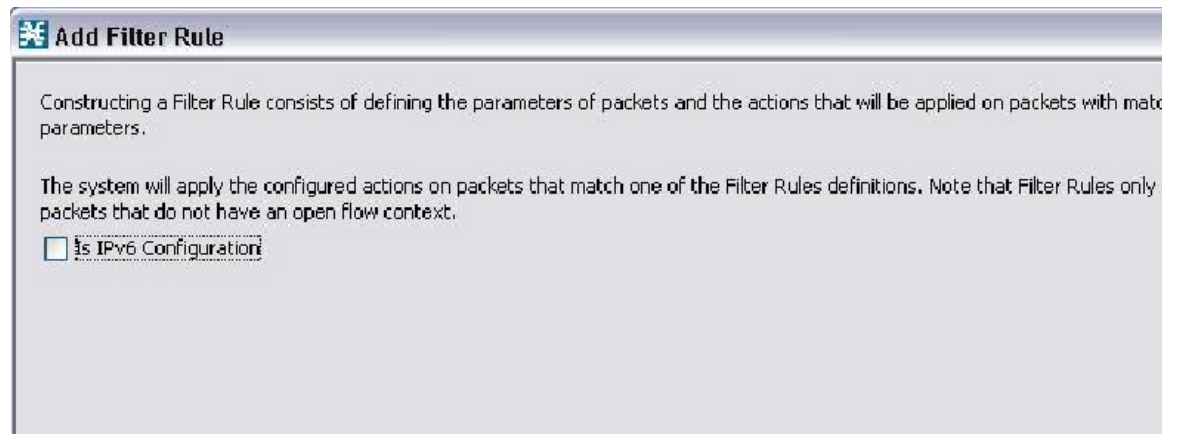 Add Filter Rule
Constructing a Filter Rule consists of defining the parameters of packets and the actions that will be applied on packets with matc
parameters.
The system will apply the configured actions on packets that match one of the Filter Rules definitions. Note that Filter Rules only
packets that do not have an open flow context.
Is IPv6 Configuration